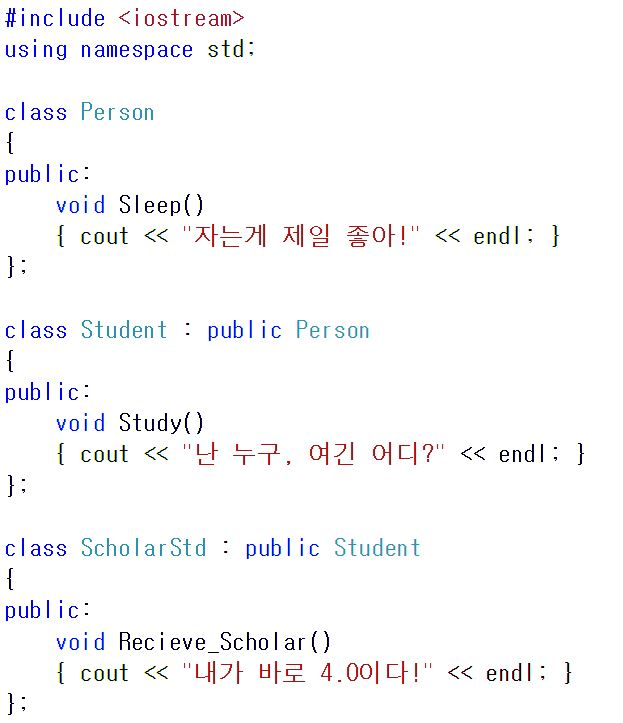 #include <iostream>
using namespace std;
class Person
{
public:
void Sleep()
{ cout << "자는게 제일 좋아!" << endl; }
};
class Student : public Person
{
public:
void Study()
{ cout << "난 누구, 여긴 어디?" << endl; }
};
class ScholarStd : public Student
{
public:
void Recieve_Scholar()
{ cout << "내가 바로 4.0이다!" << endl; }
};